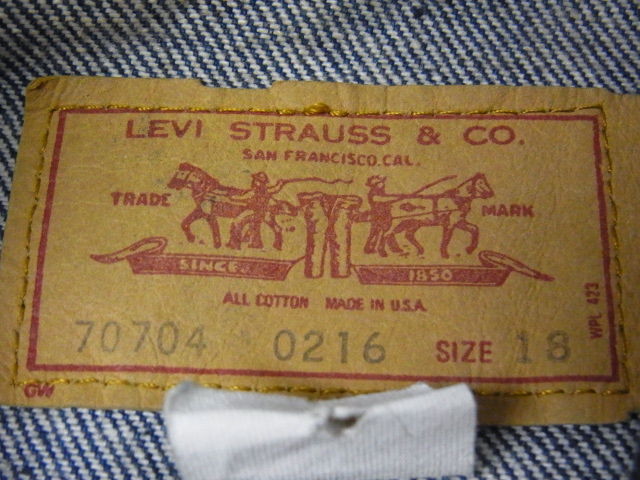 LEVI STRAUSS & CO.
SAN FRANCISCO, CAL.
TRADE MARK
SINCE 1850
ALL COTTON MADE IN U.S.A.
70704 0216 SIZE 18
WPL 423
GW